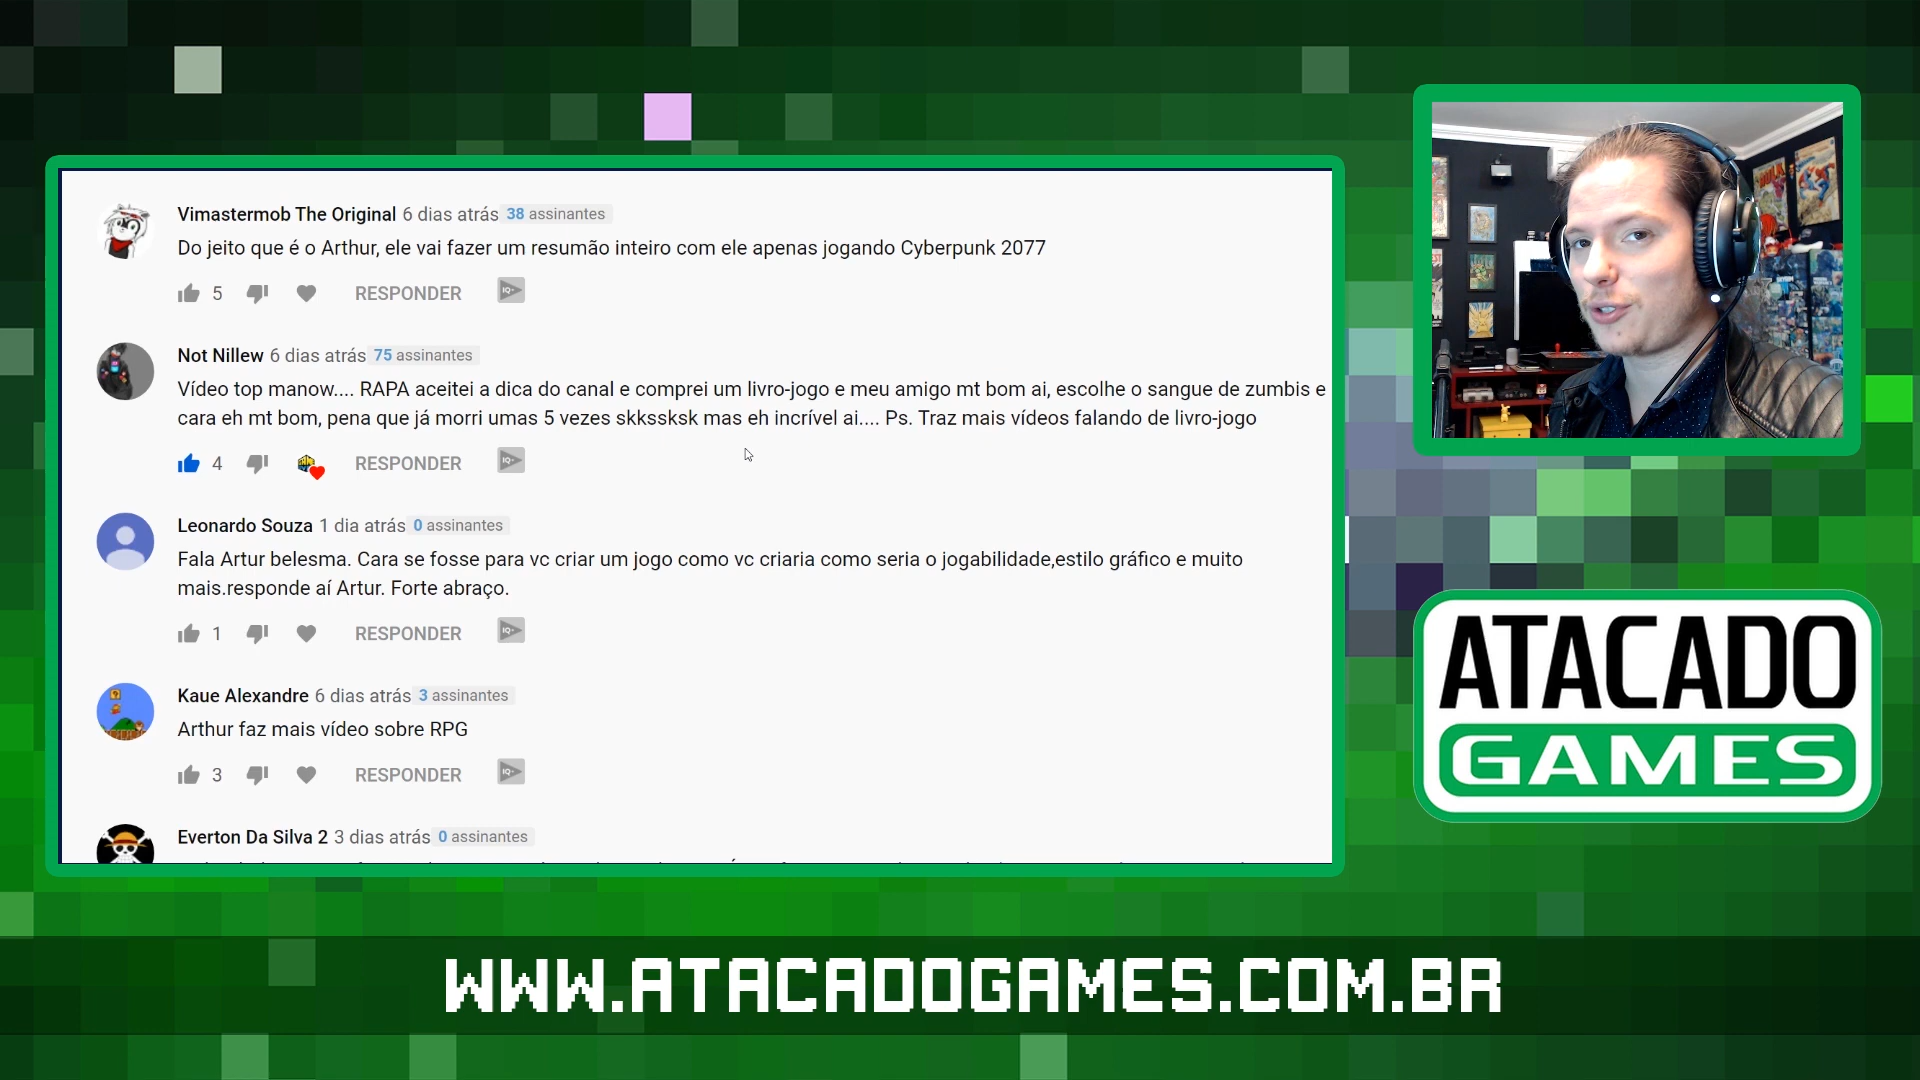 Vimastermob The Original 6 dias atrás 38 assinantes
Do jeito que é o Arthur, ele vai fazer um resumão inteiro com ele apenas jogando Cyberpunk 2077
5 RESPONDER IQ+
Not Nillew 6 dias atrás 75 assinantes
Vídeo top manow.... RAPA aceitei a dica do canal e comprei um livro-jogo e meu amigo mt bom ai, escolhe o sangue de zumbis e
cara eh mt bom, pena que já morri umas 5 vezes skkssksk mas eh incrível ai.... Ps. Traz mais vídeos falando de livro-jogo
4 RESPONDER IQ+
Leonardo Souza 1 dia atrás 0 assinantes
Fala Artur belesma. Cara se fosse para vc criar um jogo como vc criaria como seria o jogabilidade,estilo gráfico e muito
mais.responde aí Artur. Forte abraço.
1 RESPONDER IQ+
Kaue Alexandre 6 dias atrás 3 assinantes
Arthur faz mais vídeo sobre RPG
3 RESPONDER IQ+
Everton Da Silva 2 3 dias atrás 0 assinantes
ATACADO
GAMES
WWW.ATACADOGAMES.COM.BR